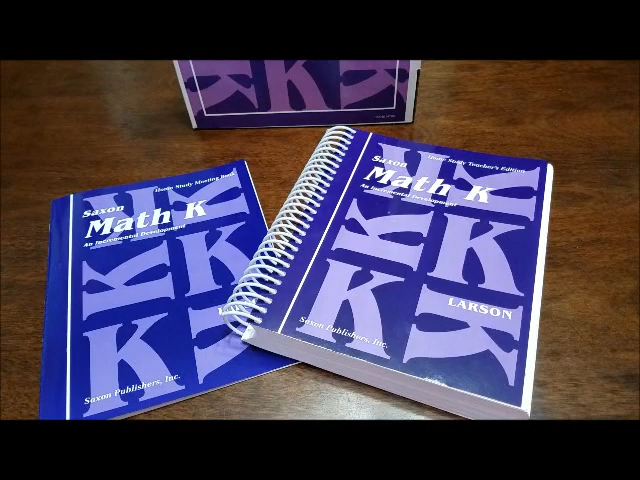 K
Home Study Meeting Book
Saxon
Math K
An Incremental Development
Saxon Publishers, Inc.
Home Study Teacher's Edition
Saxon
Math K
An Incremental Development
LARSON
Saxon Publishers, Inc.